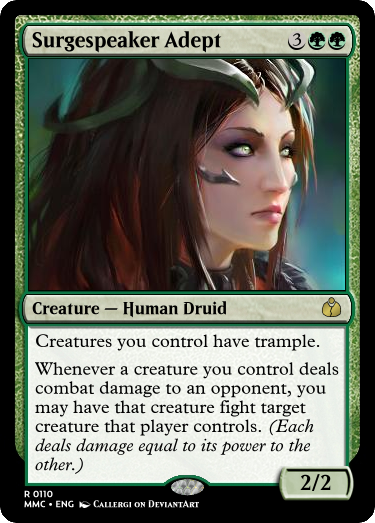 Surgespeaker Adept 3
Creature — Human Druid
Creatures you control have trample.
Whenever a creature you control deals
combat damage to an opponent, you
may have that creature fight target
creature that player controls. (Each
deals damage equal to its power to the
other.)
2/2
R 0110
MMC • ENG CALLERGI ON DEVIANTART